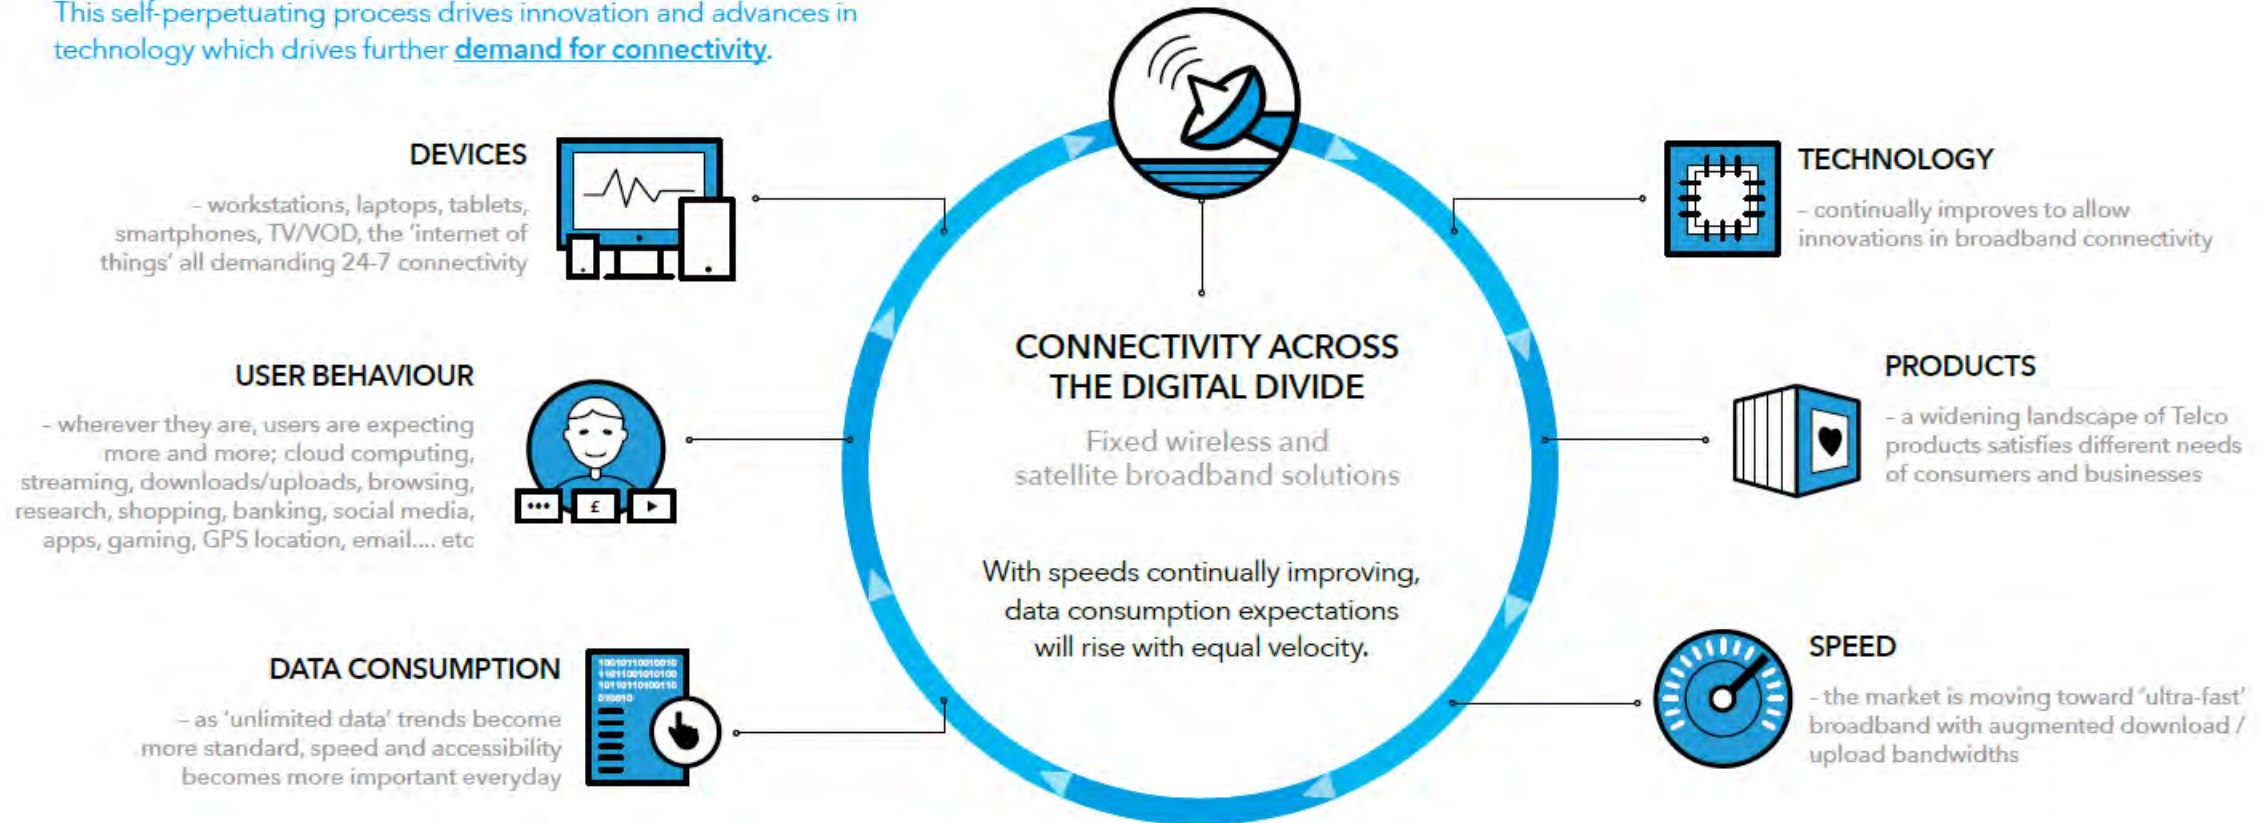 This self-perpetuating process drives innovation and advances in
technology which drives further demand for connectivity.
DEVICES
– workstations, laptops, tablets,
smartphones, TV/VOD, the 'internet of
things' all demanding 24-7 connectivity
USER BEHAVIOUR
– wherever they are, users are expecting
more and more; cloud computing,
streaming, downloads/uploads, browsing,
research, shopping, banking, social media,
apps, gaming, GPS location, email.... etc
£
DATA CONSUMPTION
– as 'unlimited data' trends become
more standard, speed and accessibility
becomes more important everyday
10010110010010
11011001010100
10110110100110
010010
CONNECTIVITY ACROSS
THE DIGITAL DIVIDE
Fixed wireless and
satellite broadband solutions
With speeds continually improving,
data consumption expectations
will rise with equal velocity.
TECHNOLOGY
– continually improves to allow
innovations in broadband connectivity
PRODUCTS
– a widening landscape of Telco
products satisfies different needs
of consumers and businesses
SPEED
– the market is moving toward 'ultra-fast'
broadband with augmented download /
upload bandwidths